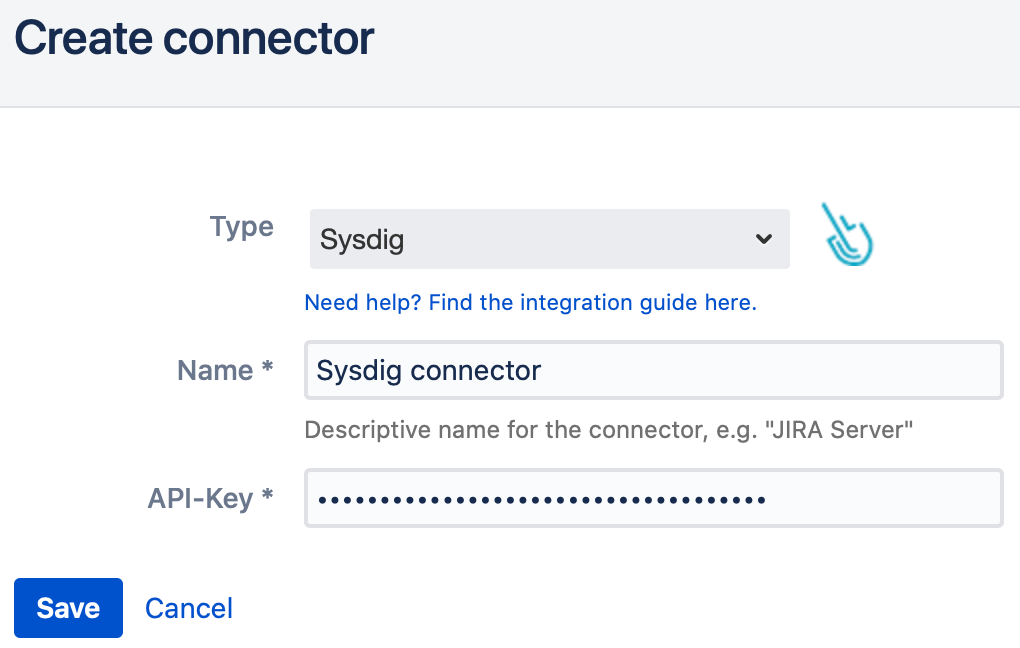 Create connector
Type
Sysdig
Need help? Find the integration guide here.
Name *
Sysdig connector
Descriptive name for the connector, e.g. "JIRA Server"
API-Key *
••••••••••••••••••••••••••••••••••••
Save Cancel